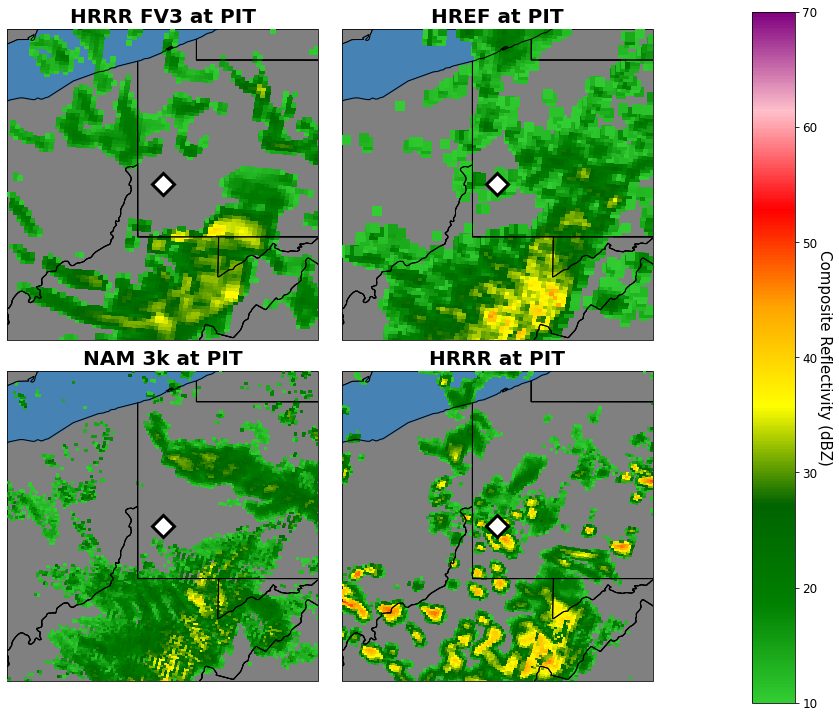 HRRR FV3 at PIT
HREF at PIT
NAM 3k at PIT
HRRR at PIT
70
60
50
40
30
20
10
Composite Reflectivity (dBZ)